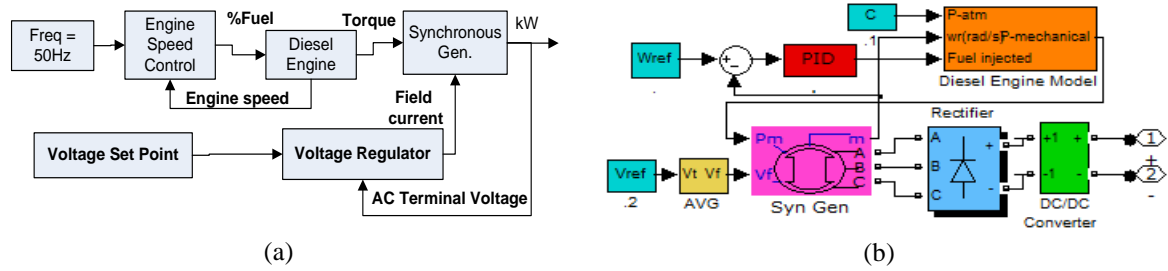 Freq =
50Hz
Engine
Speed
Control
%Fuel
Diesel
Engine
Torque
Synchronous
Gen.
kW
Engine speed
Field
current
Voltage Set Point
Voltage Regulator
AC Terminal Voltage
(a)
C
.1
P-atm
wr(rad/s)P-mechanical
Fuel injected
Diesel Engine Model
Wref
.
+
-
PID
.
Vref
.2
Vt Vf
AVG
Pm
m
Vf_
A
B
C
Syn Gen
Rectifier
A
B
C
+
-
+1
-1
+
-
DC/DC
Converter
1
+
2
-
(b)